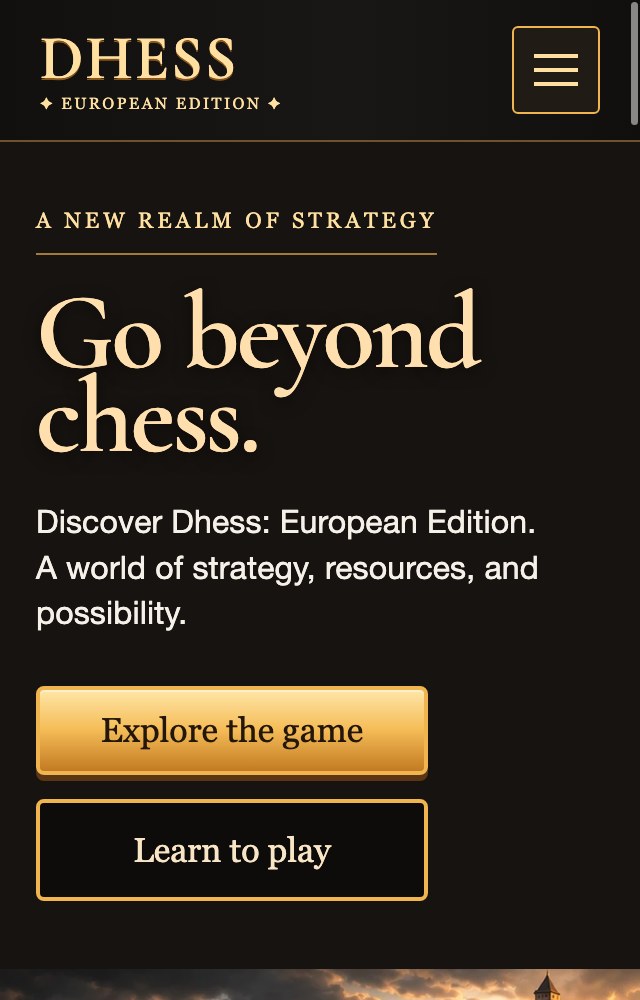 DHESS
✦ EUROPEAN EDITION ✦
A NEW REALM OF STRATEGY
Go beyond
chess.
Discover Dhess: European Edition.
A world of strategy, resources, and
possibility.
Explore the game
Learn to play